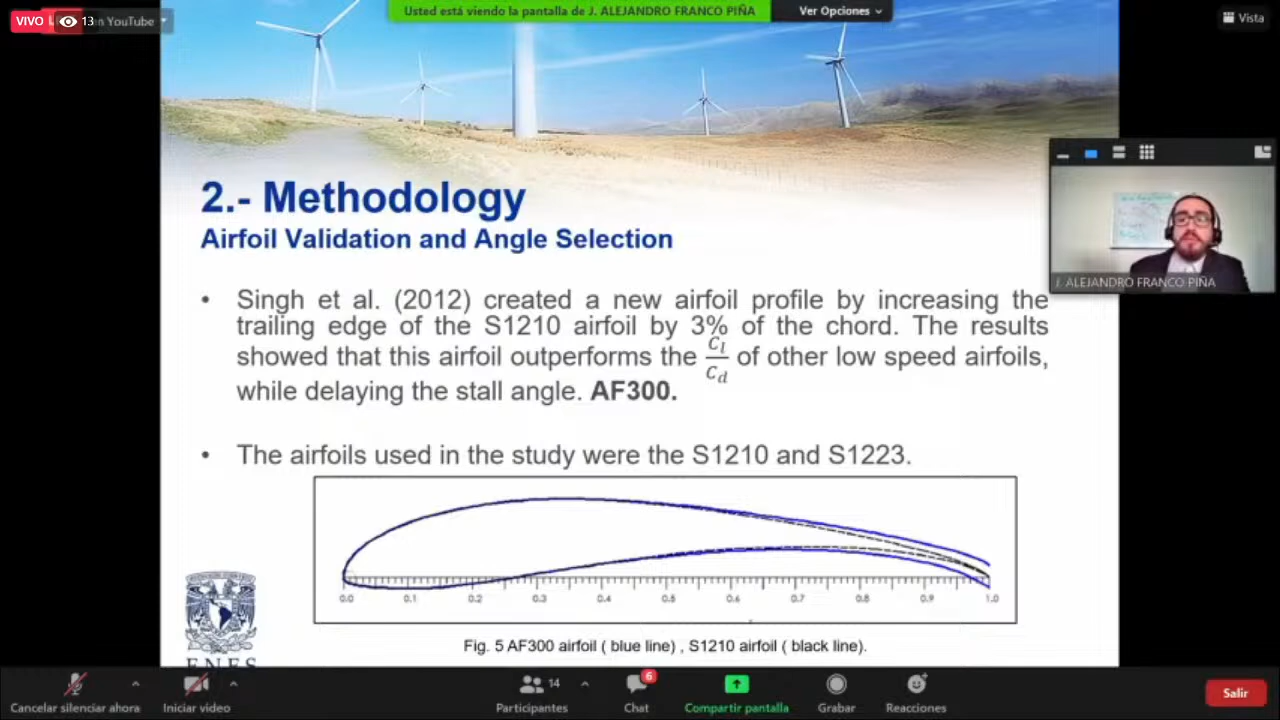 VIVO
13
en YouTube
Usted está viendo la pantalla de J. ALEJANDRO FRANCO PIÑA
Ver Opciones
Vista
2.- Methodology
Airfoil Validation and Angle Selection
J. ALEJANDRO FRANCO PIÑA
• Singh et al. (2012) created a new airfoil profile by increasing the
trailing edge of the S1210 airfoil by 3% of the chord. The results
showed that this airfoil outperforms the C_l/C_d of other low speed airfoils,
while delaying the stall angle. AF300.
• The airfoils used in the study were the S1210 and S1223.
0.0 0.1 0.2 0.3 0.4 0.5 0.6 0.7 0.8 0.9 1.0
Fig. 5 AF300 airfoil ( blue line) , S1210 airfoil ( black line).
ENES
Cancelar silenciar ahora
Iniciar video
14
Participantes
6
Chat
Compartir pantalla
Grabar
Reacciones
Salir